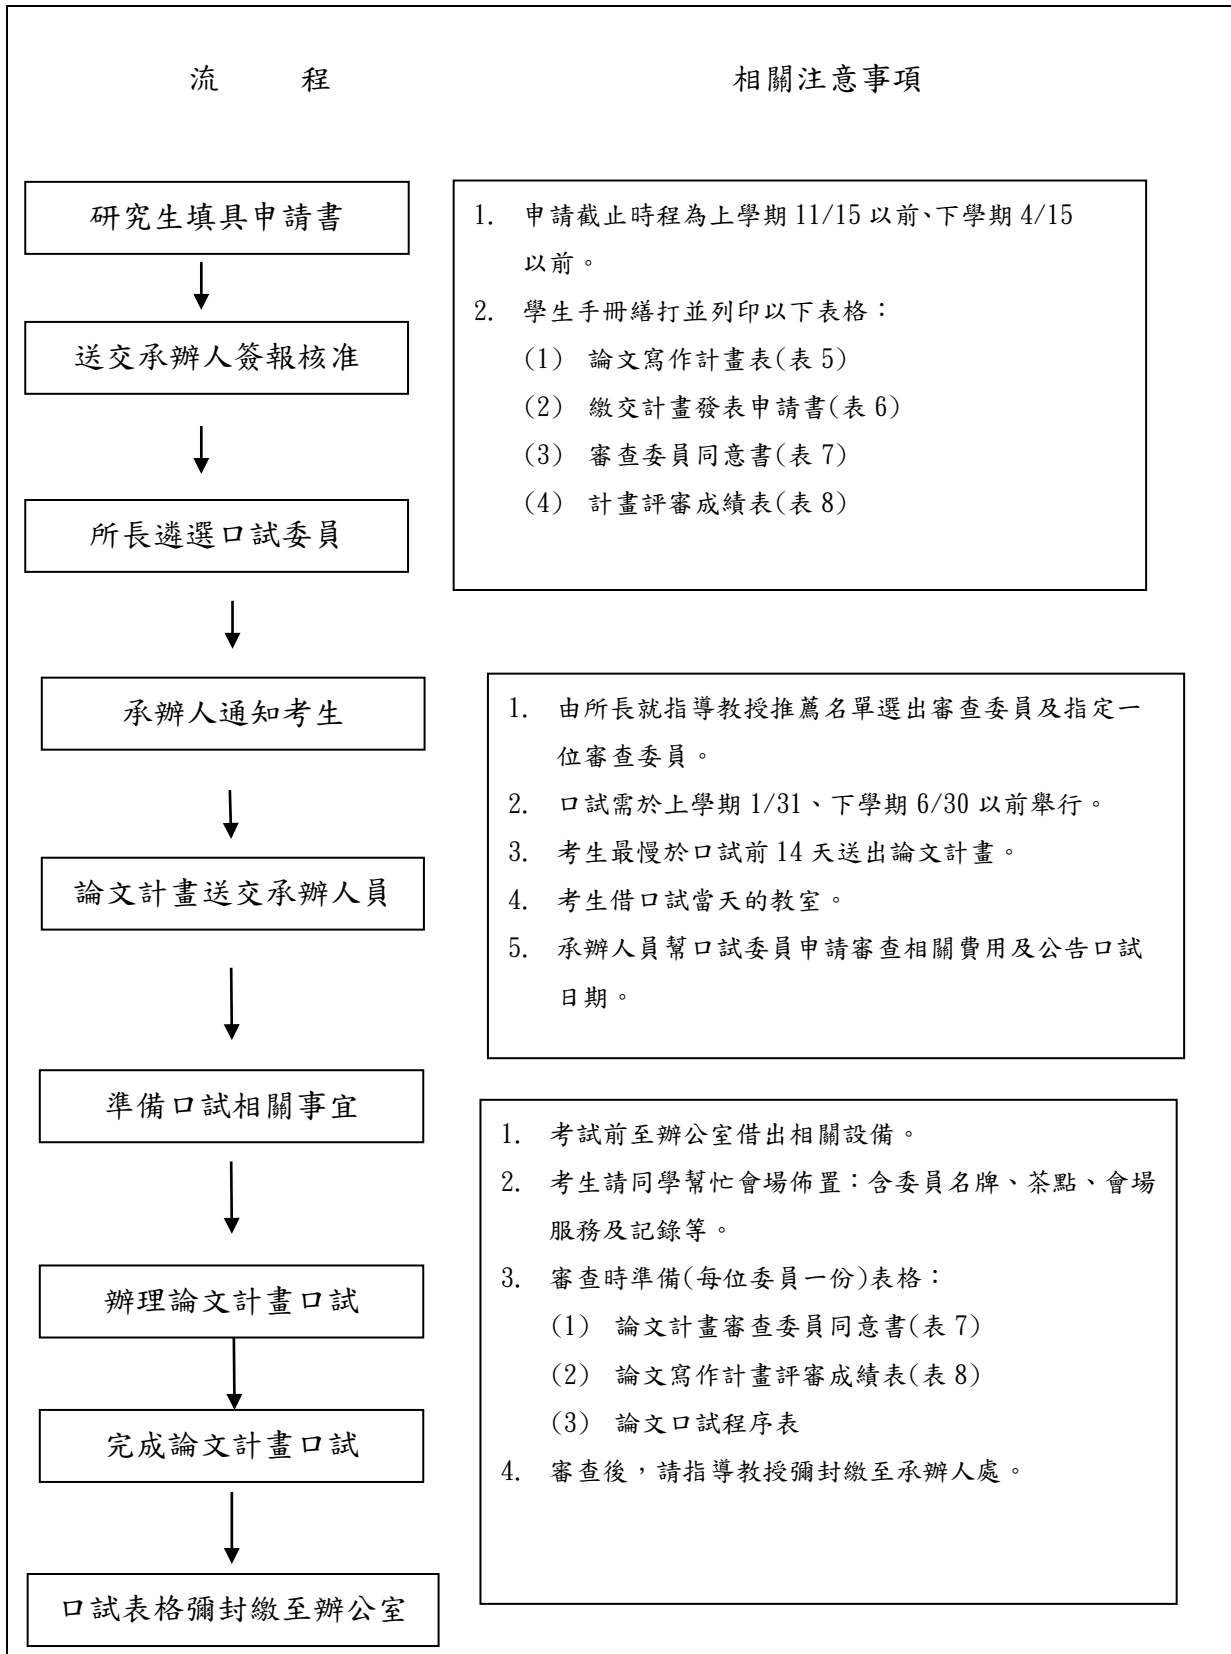 流 程
相關注意事項
研究生填具申請書
送交承辦人簽報核准
所長遴選口試委員
1. 申請截止時程為上學期 11/15 以前、下學期 4/15
以前。
2. 學生手冊繕打並列印以下表格：
(1) 論文寫作計畫表(表 5)
(2) 繳交計畫發表申請書(表 6)
(3) 審查委員同意書(表 7)
(4) 計畫評審成績表(表 8)
承辦人通知考生
論文計畫送交承辦人員
1. 由所長就指導教授推薦名單選出審查委員及指定一
位審查委員。
2. 口試需於上學期 1/31、下學期 6/30 以前舉行。
3. 考生最慢於口試前 14 天送出論文計畫。
4. 考生借口試當天的教室。
5. 承辦人員幫口試委員申請審查相關費用及公告口試
日期。
準備口試相關事宜
辦理論文計畫口試
完成論文計畫口試
口試表格彌封繳至辦公室
1. 考試前至辦公室借出相關設備。
2. 考生請同學幫忙會場佈置：含委員名牌、茶點、會場
服務及記錄等。
3. 審查時準備(每位委員一份)表格：
(1) 論文計畫審查委員同意書(表 7)
(2) 論文寫作計畫評審成績表(表 8)
(3) 論文口試程序表
4. 審查後，請指導教授彌封繳至承辦人處。